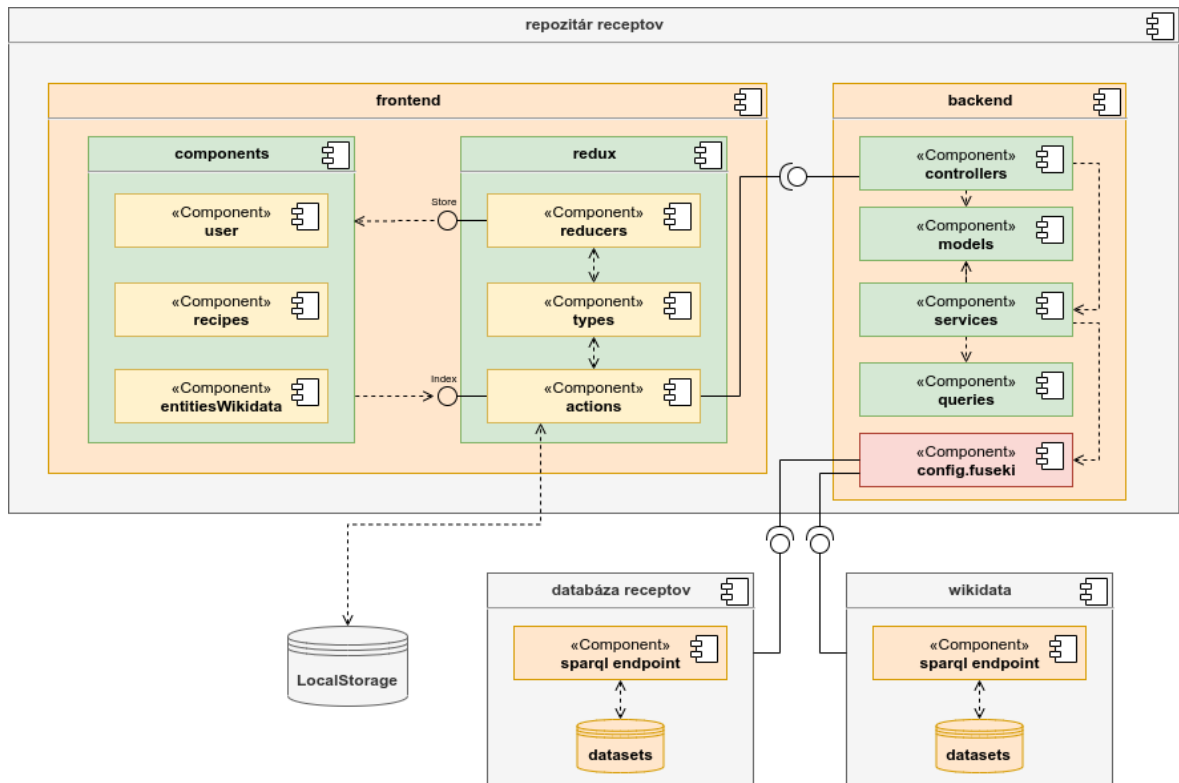 repozitár receptov
frontend
backend
components
redux
«Component»
controllers
«Component»
user
Store
«Component»
reducers
«Component»
models
«Component»
recipes
«Component»
types
«Component»
services
«Component»
entitiesWikidata
Index
«Component»
actions
«Component»
queries
«Component»
config.fuseki
databáza receptov
wikidata
«Component»
sparql endpoint
«Component»
sparql endpoint
LocalStorage
datasets
datasets